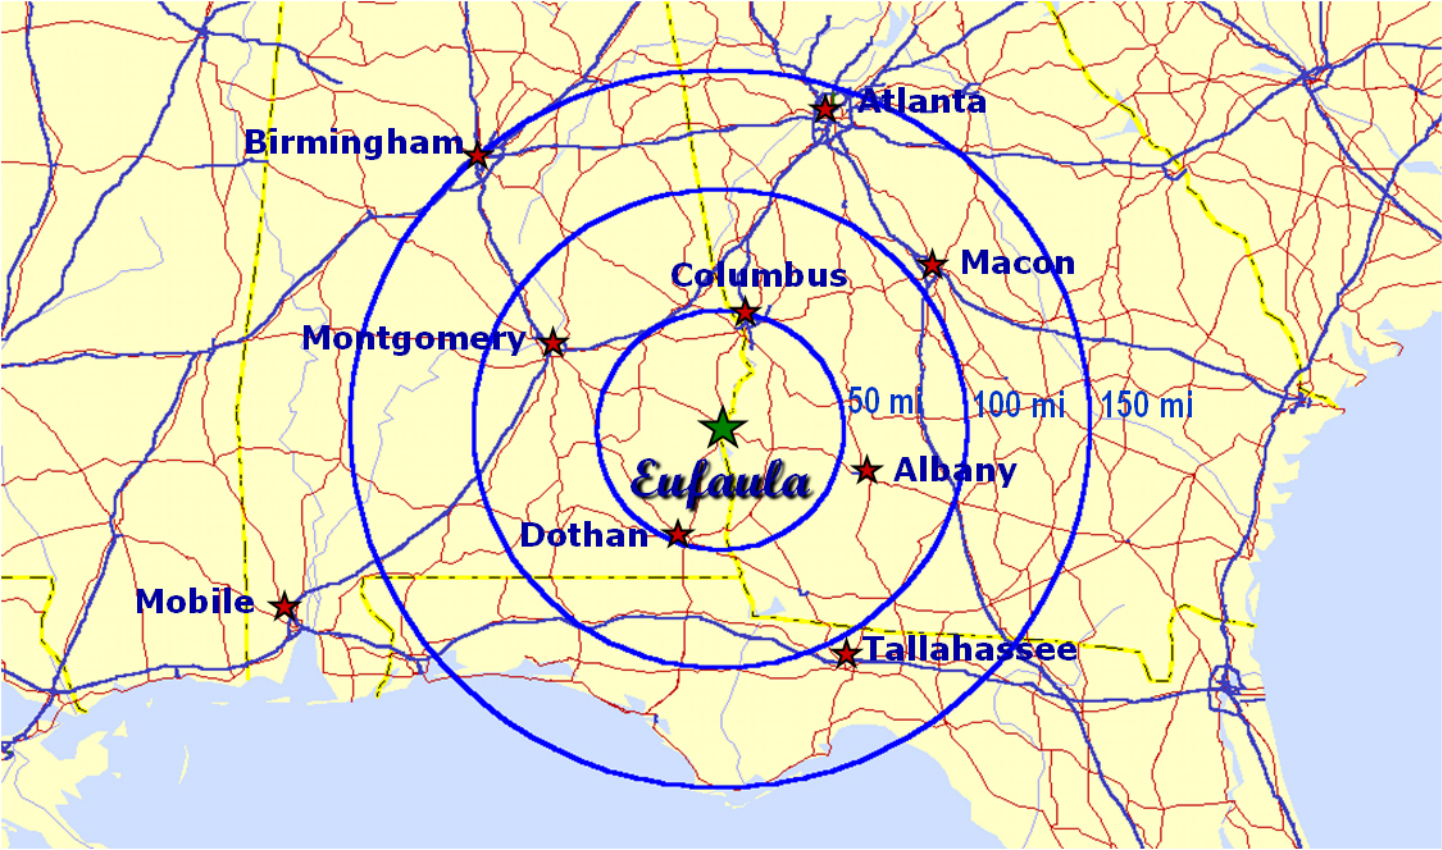 Atlanta
Birmingham
Macon
Columbus
Montgomery
50 mi
100 mi
150 mi
Albany
Eufaula
Dothan
Mobile
Tallahassee